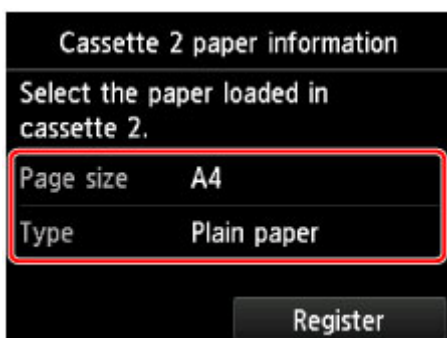 Cassette 2 paper information
Select the paper loaded in
cassette 2.
Page size A4
Type Plain paper
Register